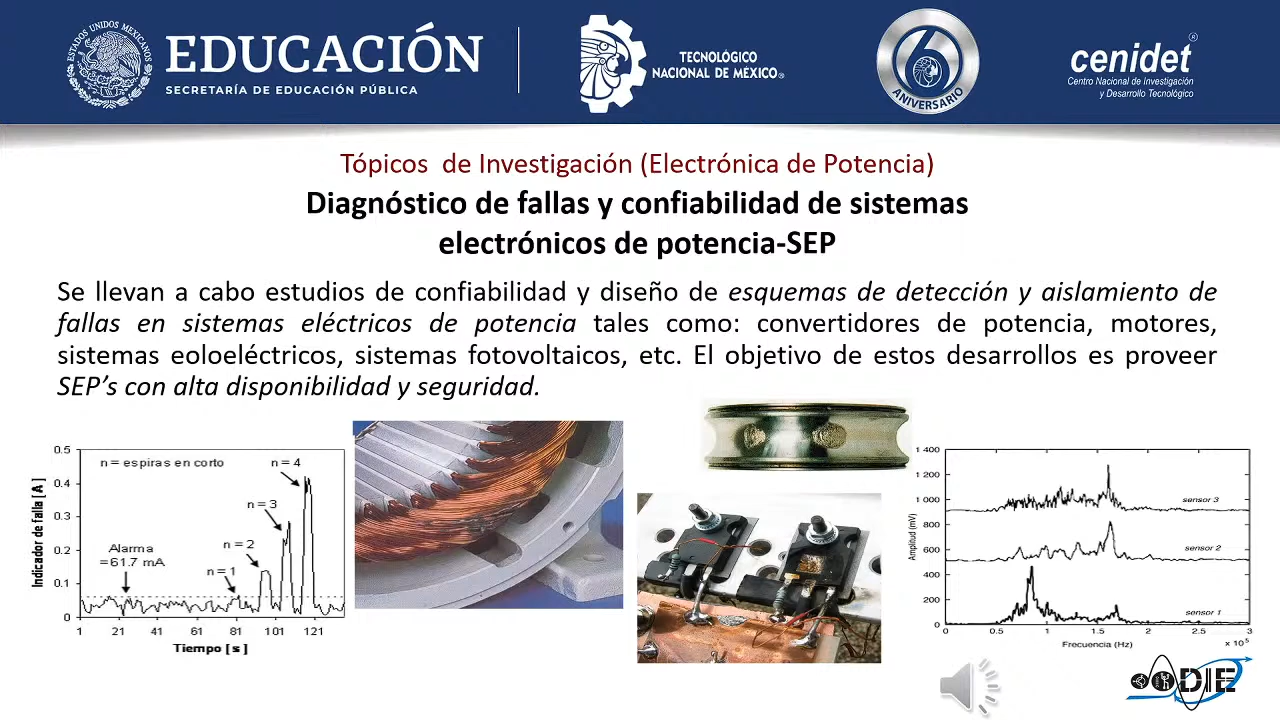 ESTADOS UNIDOS MEXICANOS
EDUCACIÓN
SECRETARÍA DE EDUCACIÓN PÚBLICA
TECNOLÓGICO
NACIONAL DE MÉXICO®
6
ANIVERSARIO
cenidet®
Centro Nacional de Investigación
y Desarrollo Tecnológico
Tópicos de Investigación (Electrónica de Potencia)
Diagnóstico de fallas y confiabilidad de sistemas
electrónicos de potencia-SEP
Se llevan a cabo estudios de confiabilidad y diseño de esquemas de detección y aislamiento de
fallas en sistemas eléctricos de potencia tales como: convertidores de potencia, motores,
sistemas eoloeléctricos, sistemas fotovoltaicos, etc. El objetivo de estos desarrollos es proveer
SEP’s con alta disponibilidad y seguridad.
Indicador de falla [A]
0.5
0.4
0.3
0.2
0.1
0
n = espiras en corto
n = 4
n = 3
n = 2
n = 1
Alarma
=61.7 mA
1 21 41 61 81 101 121
Tiempo [s]
Amplitud (mV)
1 400
1 200
1 000
800
600
400
200
0
sensor 3
sensor 2
sensor 1
0 0.5 1 1.5 2 2.5 3
Frecuencia (Hz)
x 10⁵
DIE